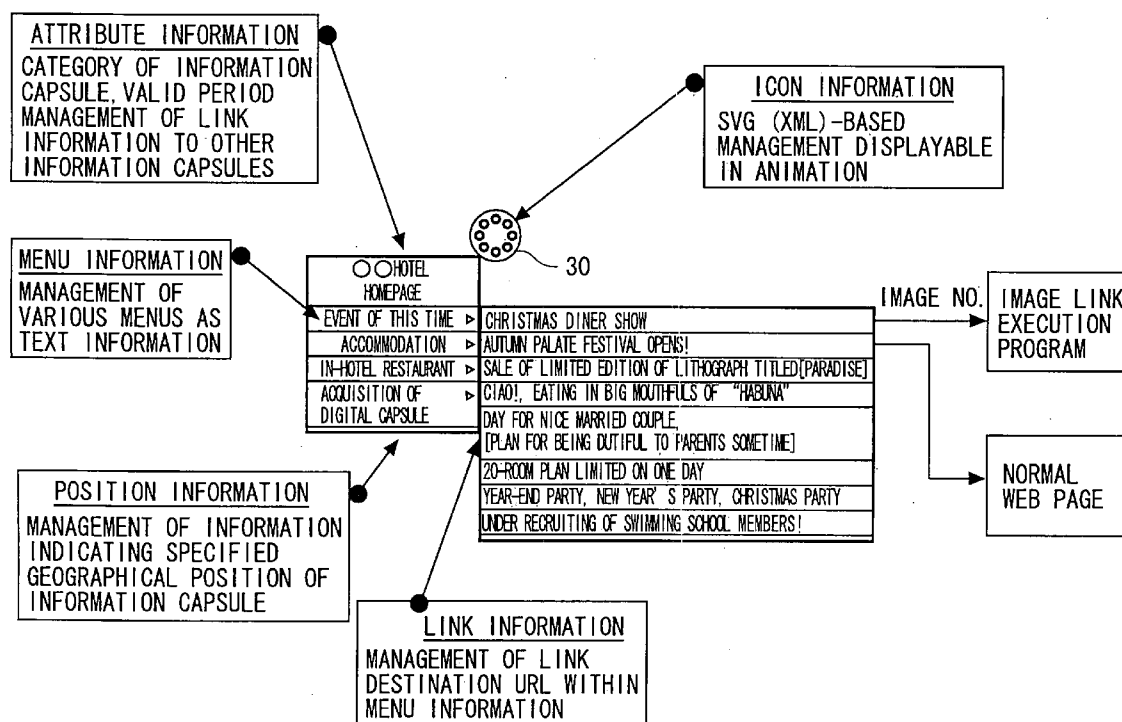 ATTRIBUTE INFORMATION
CATEGORY OF INFORMATION
CAPSULE, VALID PERIOD
MANAGEMENT OF LINK
INFORMATION TO OTHER
INFORMATION CAPSULES
ICON INFORMATION
SVG (XML)-BASED
MANAGEMENT DISPLAYABLE
IN ANIMATION
30
MENU INFORMATION
MANAGEMENT OF
VARIOUS MENUS AS
TEXT INFORMATION
○○HOTEL
HOMEPAGE
EVENT OF THIS TIME ▷
ACCOMMODATION ▷
IN-HOTEL RESTAURANT ▷
ACQUISITION OF ▷
DIGITAL CAPSULE
CHRISTMAS DINER SHOW
AUTUMN PALATE FESTIVAL OPENS!
SALE OF LIMITED EDITION OF LITHOGRAPH TITLED[PARADISE]
CIAO!, EATING IN BIG MOUTHFULS OF "HABUNA"
DAY FOR NICE MARRIED COUPLE,
[PLAN FOR BEING DUTIFUL TO PARENTS SOMETIME]
20-ROOM PLAN LIMITED ON ONE DAY
YEAR-END PARTY, NEW YEAR'S PARTY, CHRISTMAS PARTY
UNDER RECRUITING OF SWIMMING SCHOOL MEMBERS!
IMAGE NO.
IMAGE LINK
EXECUTION
PROGRAM
NORMAL
WEB PAGE
POSITION INFORMATION
MANAGEMENT OF INFORMATION
INDICATING SPECIFIED
GEOGRAPHICAL POSITION OF
INFORMATION CAPSULE
LINK INFORMATION
MANAGEMENT OF LINK
DESTINATION URL WITHIN
MENU INFORMATION